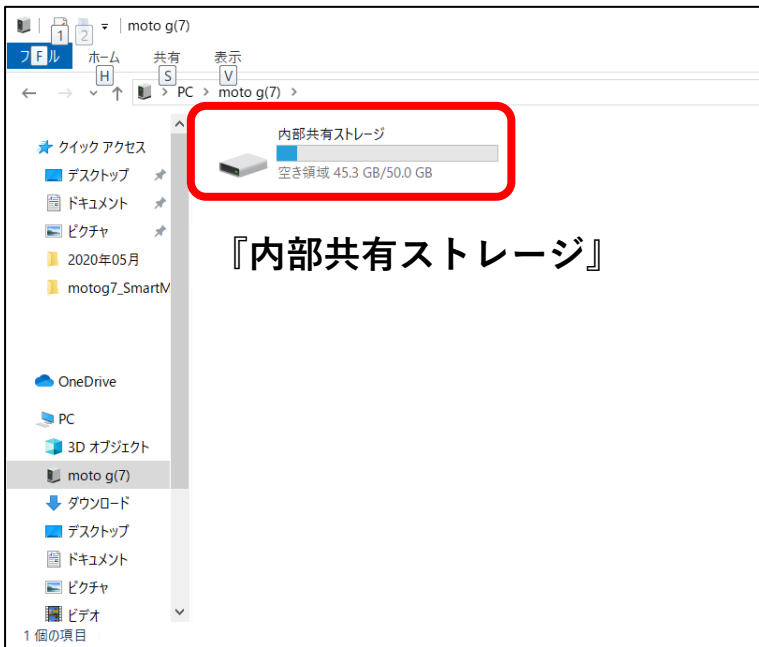 moto g(7)
1 2
ファイル ホーム 共有 表示
F H S V
PC > moto g(7) >
クイック アクセス
デスクトップ
ドキュメント
ピクチャ
2020年05月
motog7_SmartM
OneDrive
PC
3D オブジェクト
moto g(7)
ダウンロード
デスクトップ
ドキュメント
ピクチャ
ビデオ
内部共有ストレージ
空き領域 45.3 GB/50.0 GB
『内部共有ストレージ』
1 個の項目